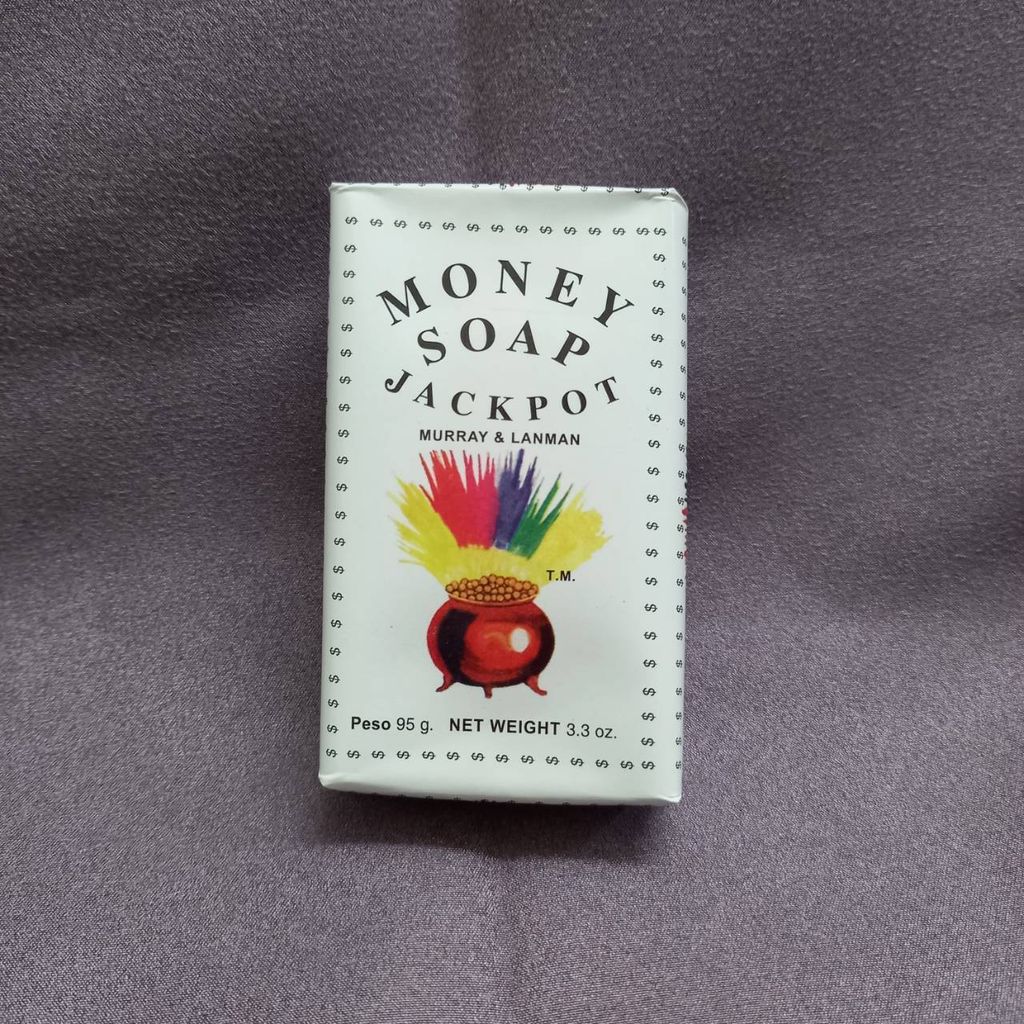 MONEY
SOAP
JACKPOT
MURRAY & LANMAN
T.M.
Peso 95 g. NET WEIGHT 3.3 oz.